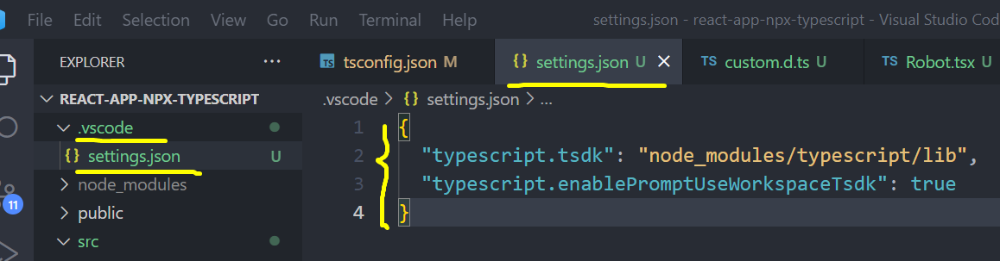 File Edit Selection View Go Run Terminal Help settings.json - react-app-npx-typescript - Visual Studio Cod
EXPLORER ···
TS tsconfig.json M {} settings.json U × TS custom.d.ts U TS Robot.tsx U
REACT-APP-NPX-TYPESCRIPT
.vscode > {} settings.json > ...
.vscode
{} settings.json U
node_modules
public
src
11
1 {
2 "typescript.tsdk": "node_modules/typescript/lib",
3 "typescript.enablePromptUseWorkspaceTsdk": true
4 }